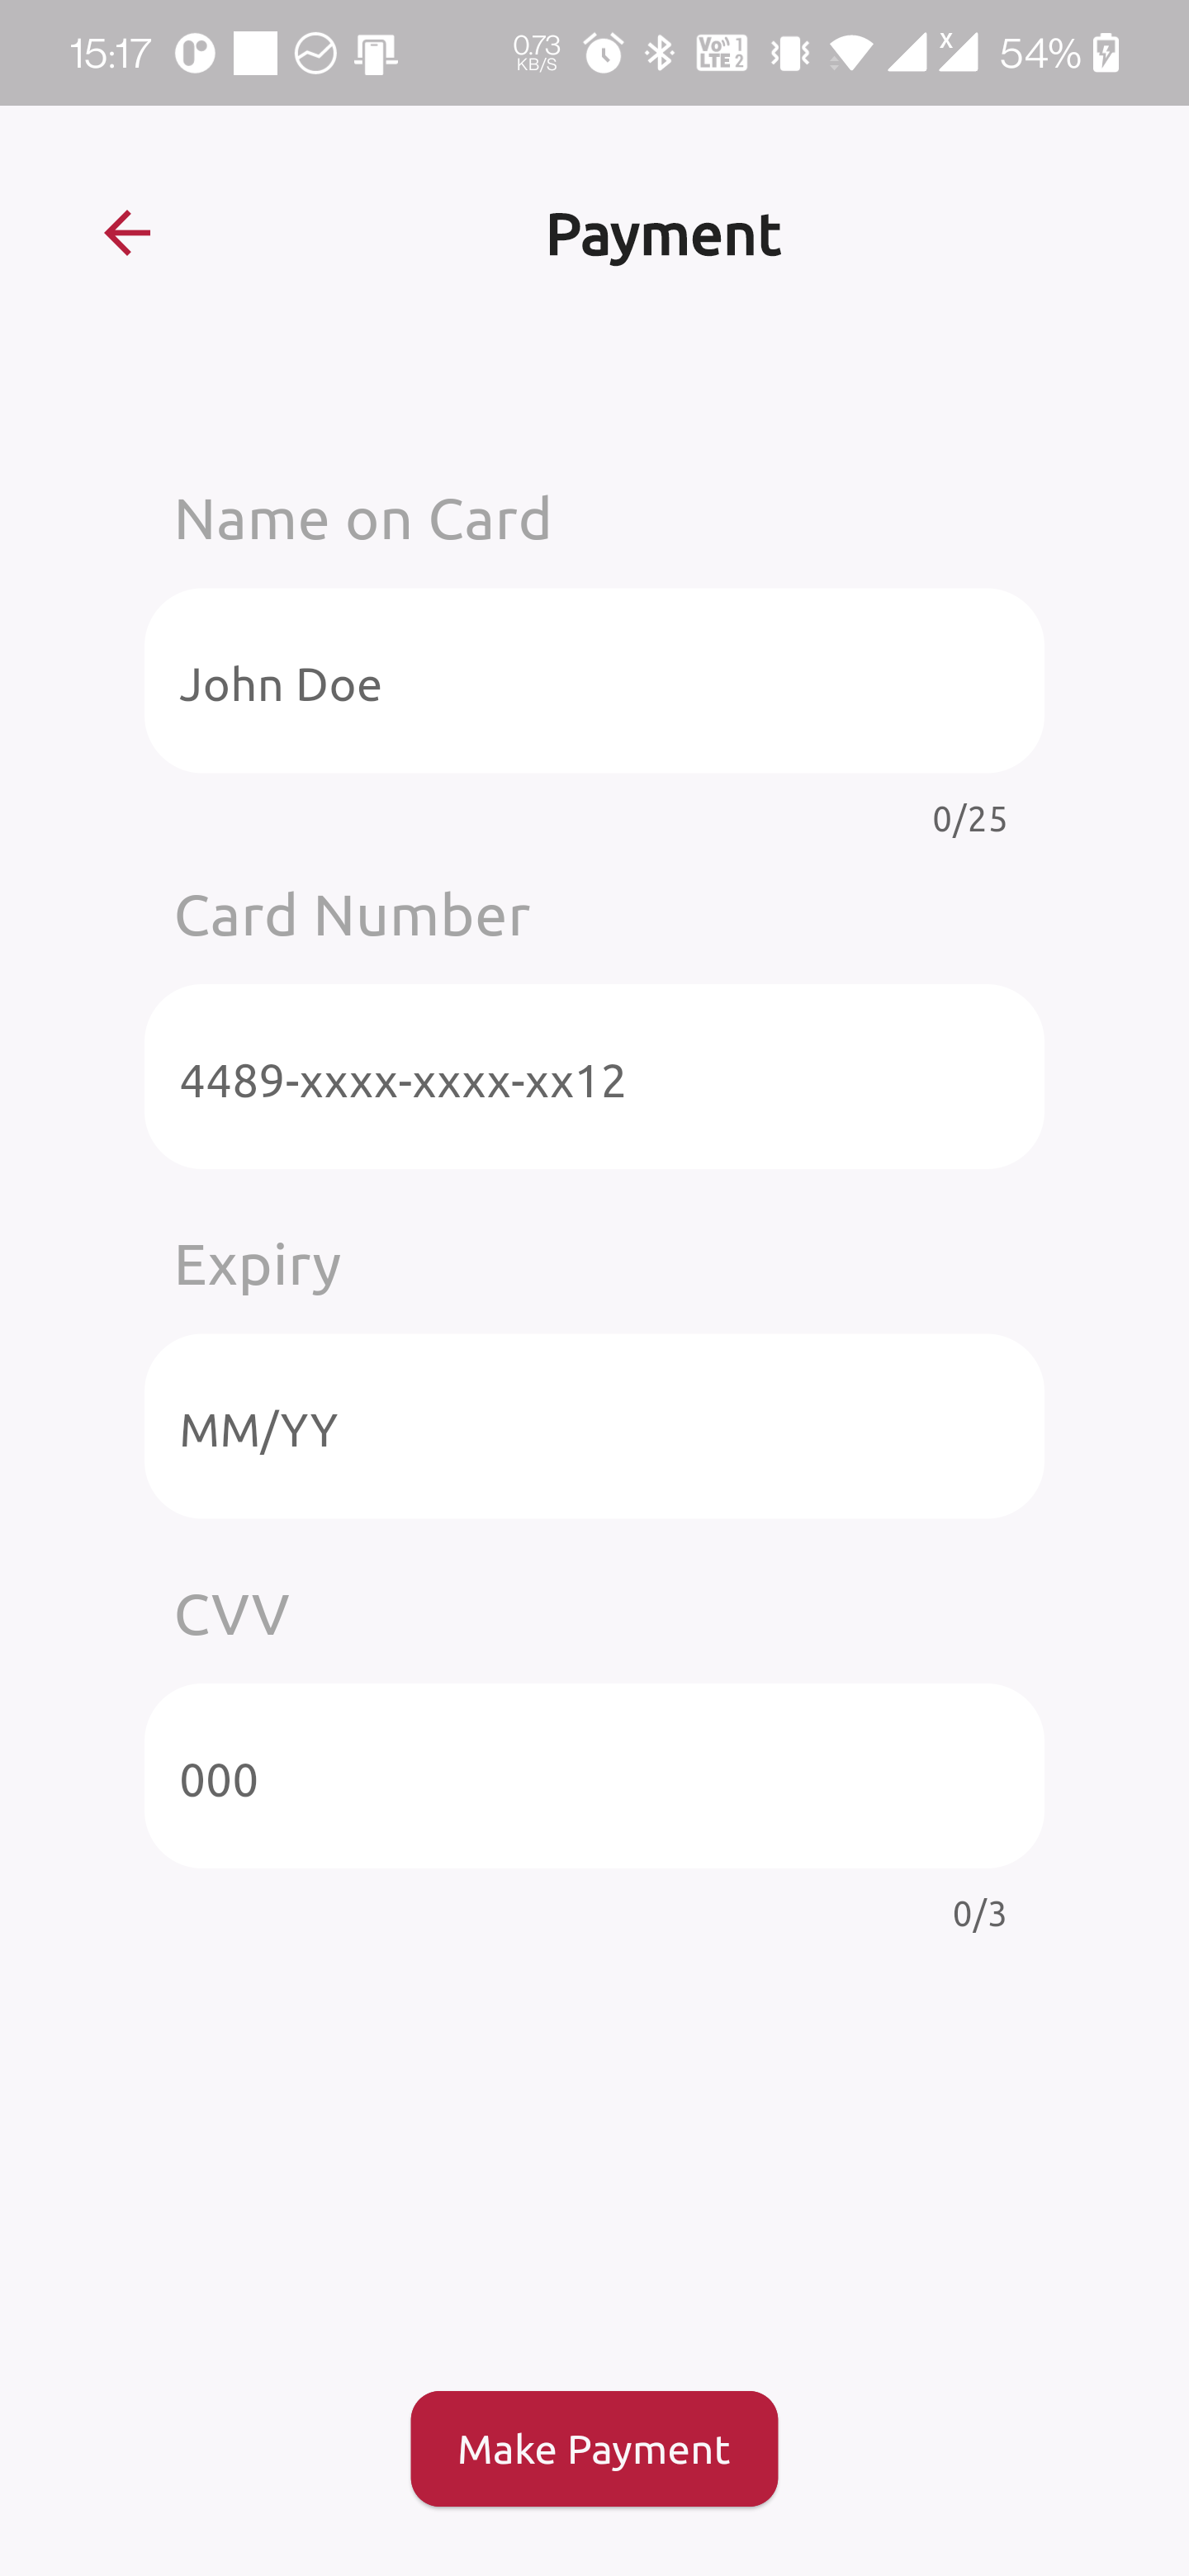 15:17 0.73 KB/S Vo LTE 1 2 X 54%
Payment
Name on Card
John Doe
0/25
Card Number
4489-xxxx-xxxx-xx12
Expiry
MM/YY
CVV
000
0/3
Make Payment